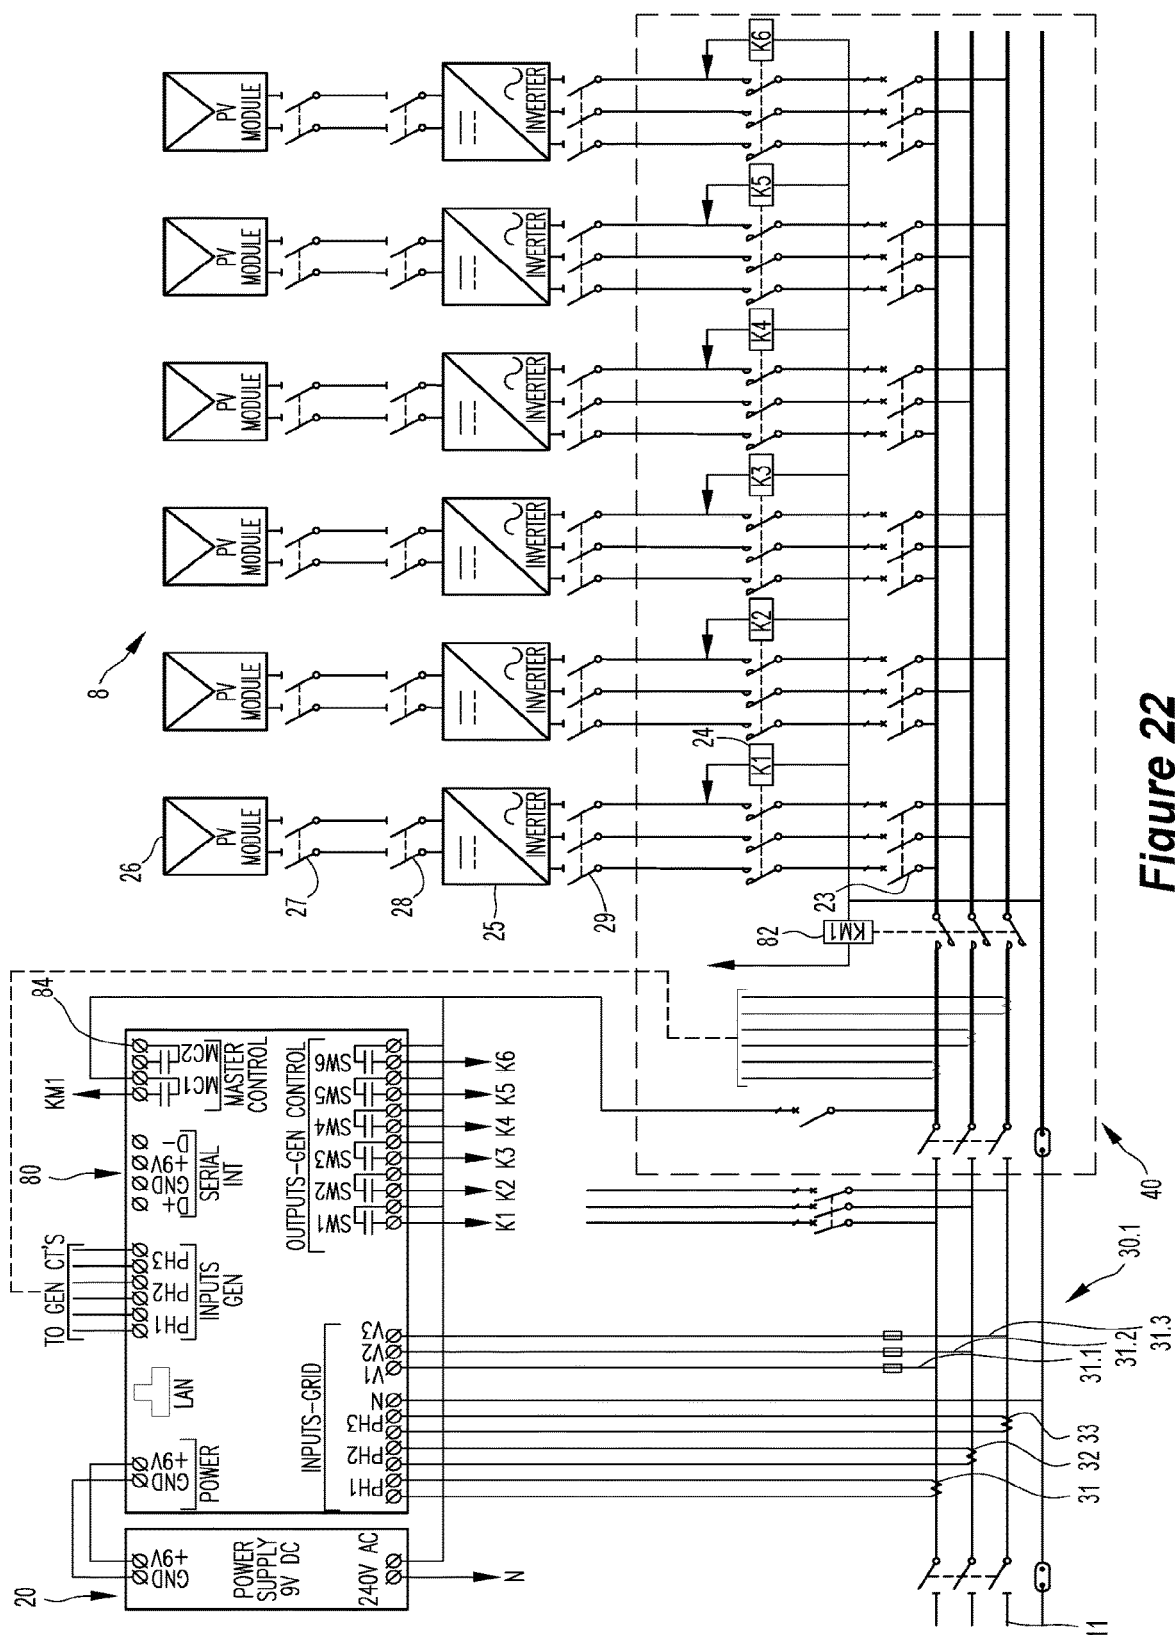 20
POWER
SUPPLY
9V DC
GND
+9V
240V AC
N
GND
+9V
POWER
LAN
TO GEN CT'S
PH1
PH2
PH3
INPUTS
GEN
80
D+
GND
+9V
D-
SERIAL
INT
KM1
MC1
MC2
MASTER
CONTROL
84
INPUTS-GRID
PH1
PH2
PH3
N
V1
V2
V3
OUTPUTS-GEN CONTROL
SW1
SW2
SW3
SW4
SW5
SW6
K1
K2
K3
K4
K5
K6
8
26
PV
MODULE
PV
MODULE
PV
MODULE
PV
MODULE
PV
MODULE
PV
MODULE
27
28
25
INVERTER
INVERTER
INVERTER
INVERTER
INVERTER
INVERTER
29
24
K1
K2
K3
K4
K5
K6
82
KM1
23
11
31
32
33
31.1
31.2
31.3
30.1
40
Figure 22